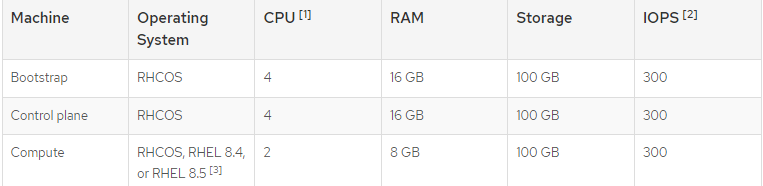 Machine Operating System CPU [1] RAM Storage IOPS [2]
Bootstrap RHCOS 4 16 GB 100 GB 300
Control plane RHCOS 4 16 GB 100 GB 300
Compute RHCOS, RHEL 8.4, or RHEL 8.5 [3] 2 8 GB 100 GB 300